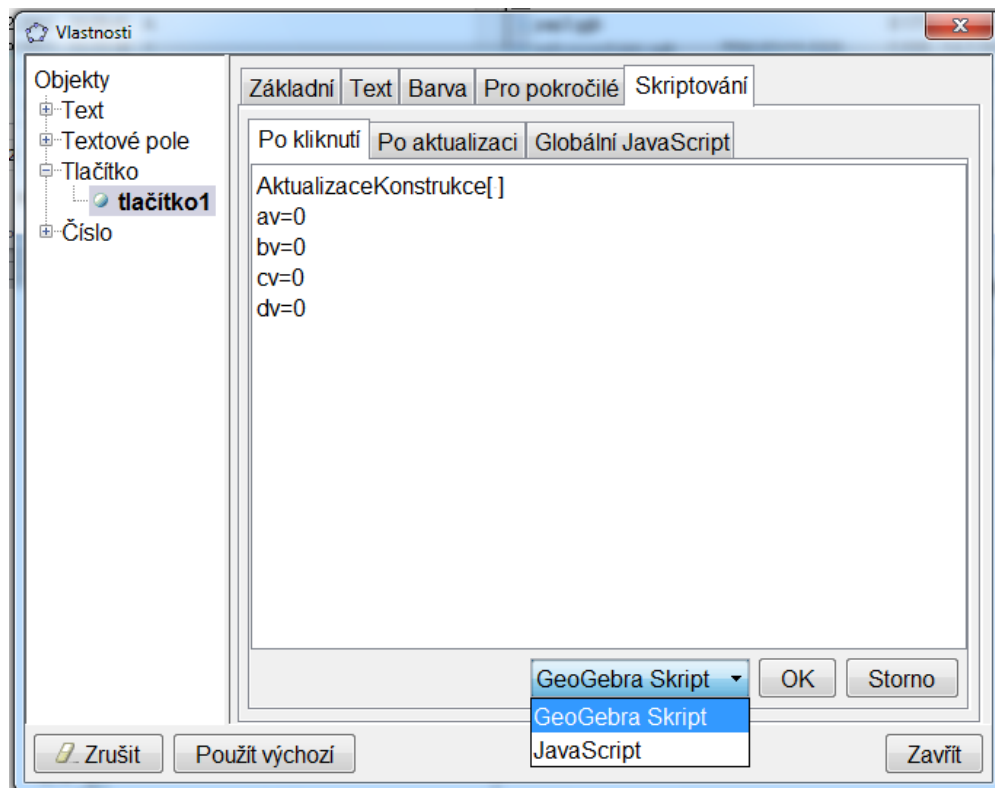 Vlastnosti
Objekty
Text
Textové pole
Tlačítko
tlačítko1
Číslo
Základní Text Barva Pro pokročilé Skriptování
Po kliknutí Po aktualizaci Globální JavaScript
AktualizaceKonstrukce[ ]
av=0
bv=0
cv=0
dv=0
GeoGebra Skript OK Storno
GeoGebra Skript
JavaScript
Zrušit Použít výchozí Zavřít